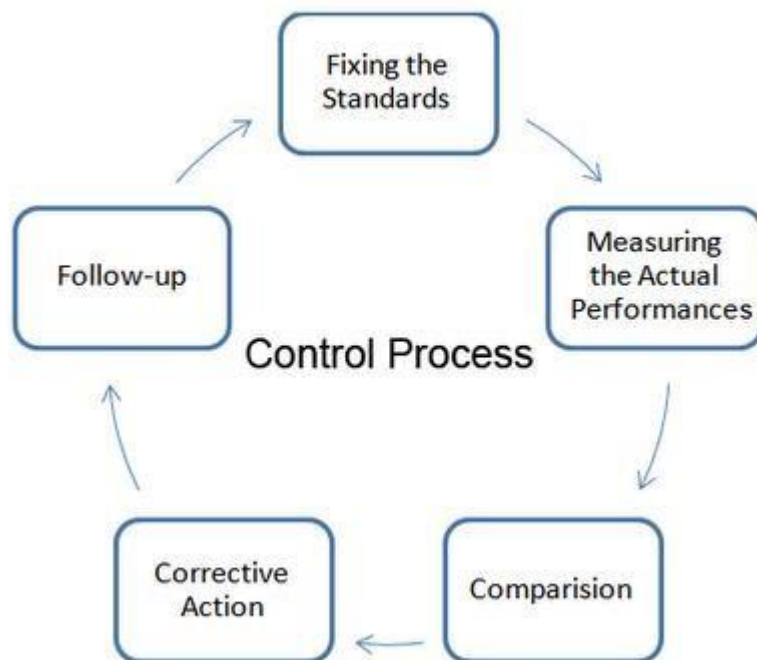 Fixing the
Standards
Measuring
the Actual
Performances
Comparision
Corrective
Action
Follow-up
Control Process